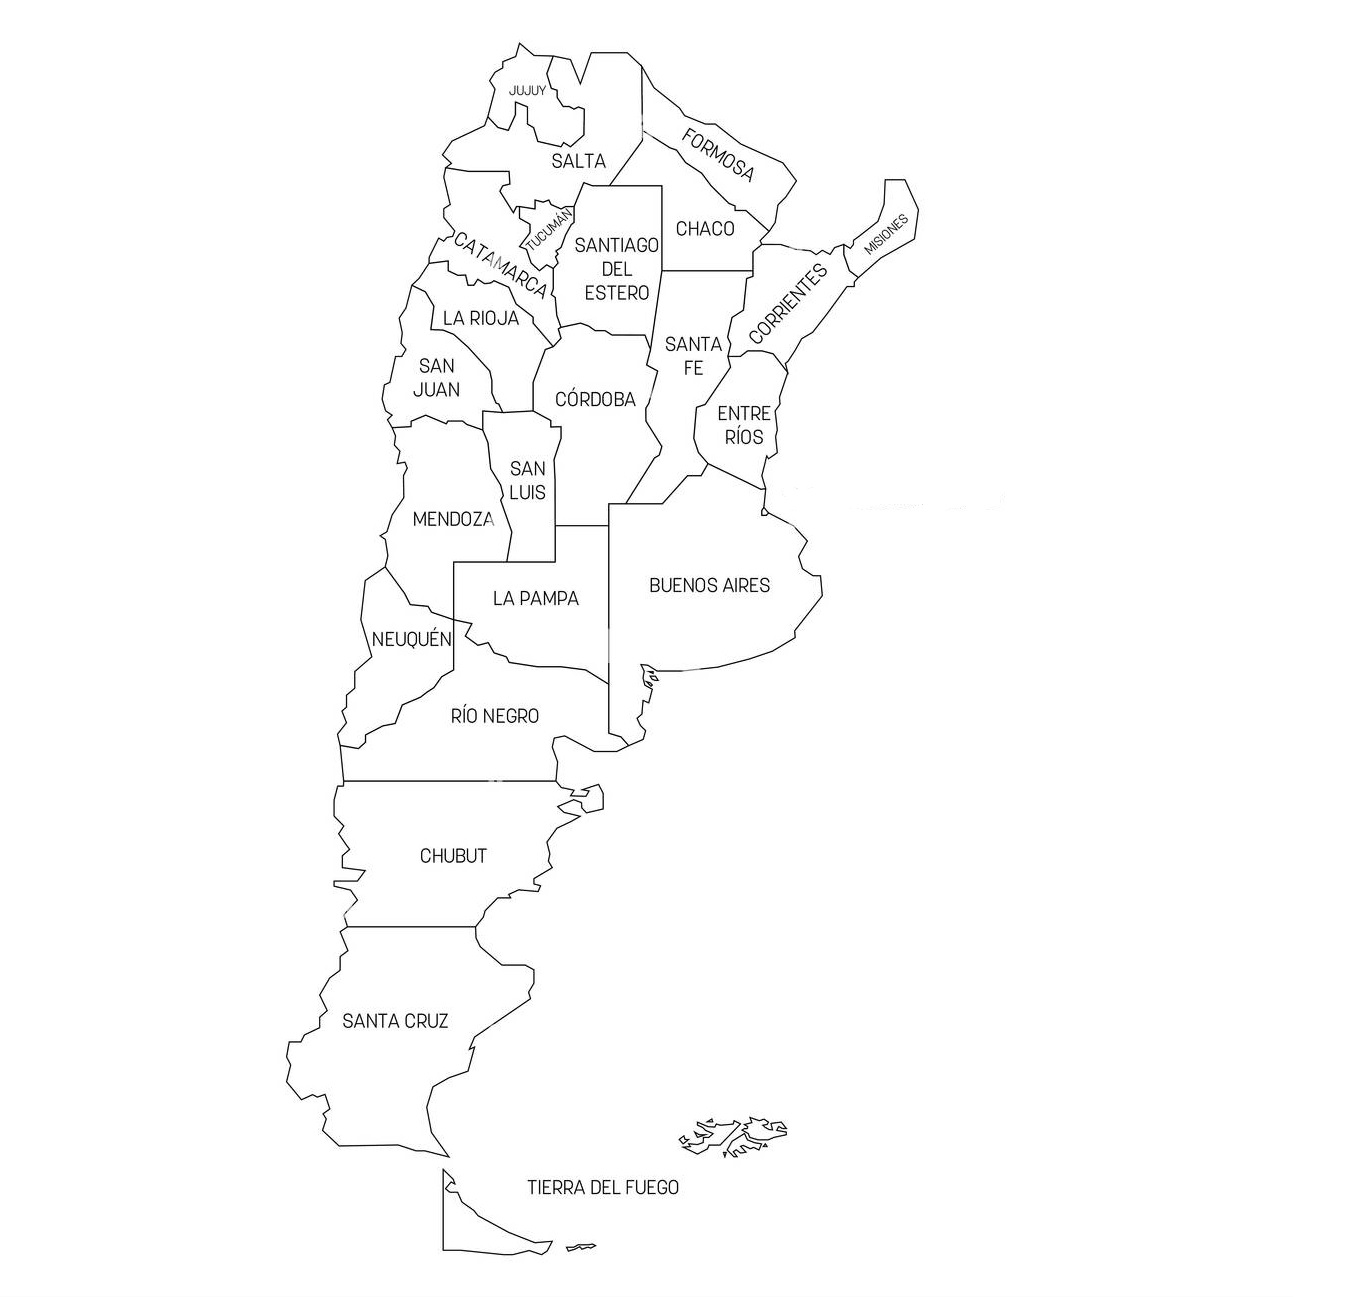 JUJUY
FORMOSA
SALTA
CHACO
MISIONES
TUCUMÁN
SANTIAGO
DEL
ESTERO
CATAMARCA
CORRIENTES
LA RIOJA
SANTA
FE
SAN
JUAN
CÓRDOBA
ENTRE
RÍOS
SAN
LUIS
MENDOZA
BUENOS AIRES
LA PAMPA
NEUQUÉN
RÍO NEGRO
CHUBUT
SANTA CRUZ
TIERRA DEL FUEGO